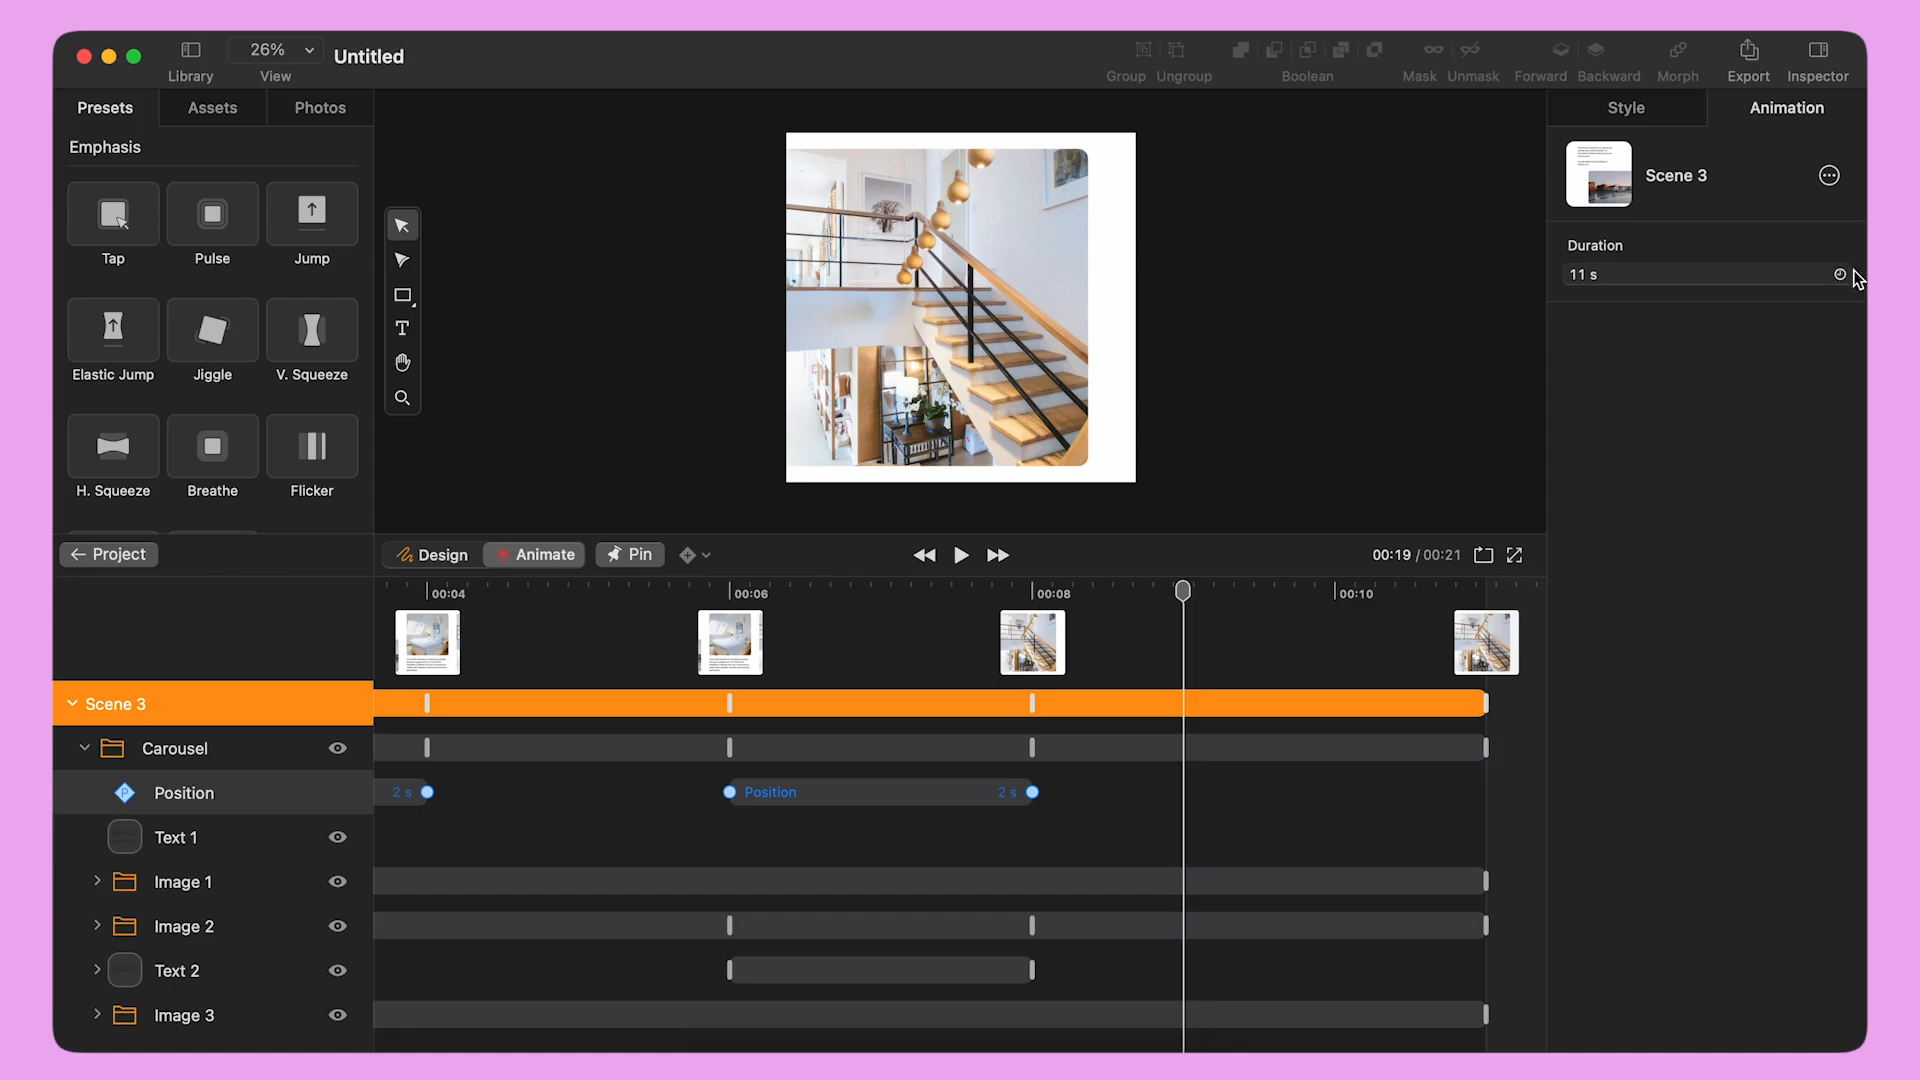 26%
Untitled
Library
View
Group
Ungroup
Boolean
Mask
Unmask
Forward
Backward
Morph
Export
Inspector
Presets
Assets
Photos
Style
Animation
Emphasis
Scene 3
Tap
Pulse
Jump
Duration
11 s
Elastic Jump
Jiggle
V. Squeeze
H. Squeeze
Breathe
Flicker
Project
Design
Animate
Pin
00:19 / 00:21
00:04
00:06
00:08
00:10
Scene 3
Carousel
Position
2 s
Position
2 s
Text 1
Image 1
Image 2
Text 2
Image 3